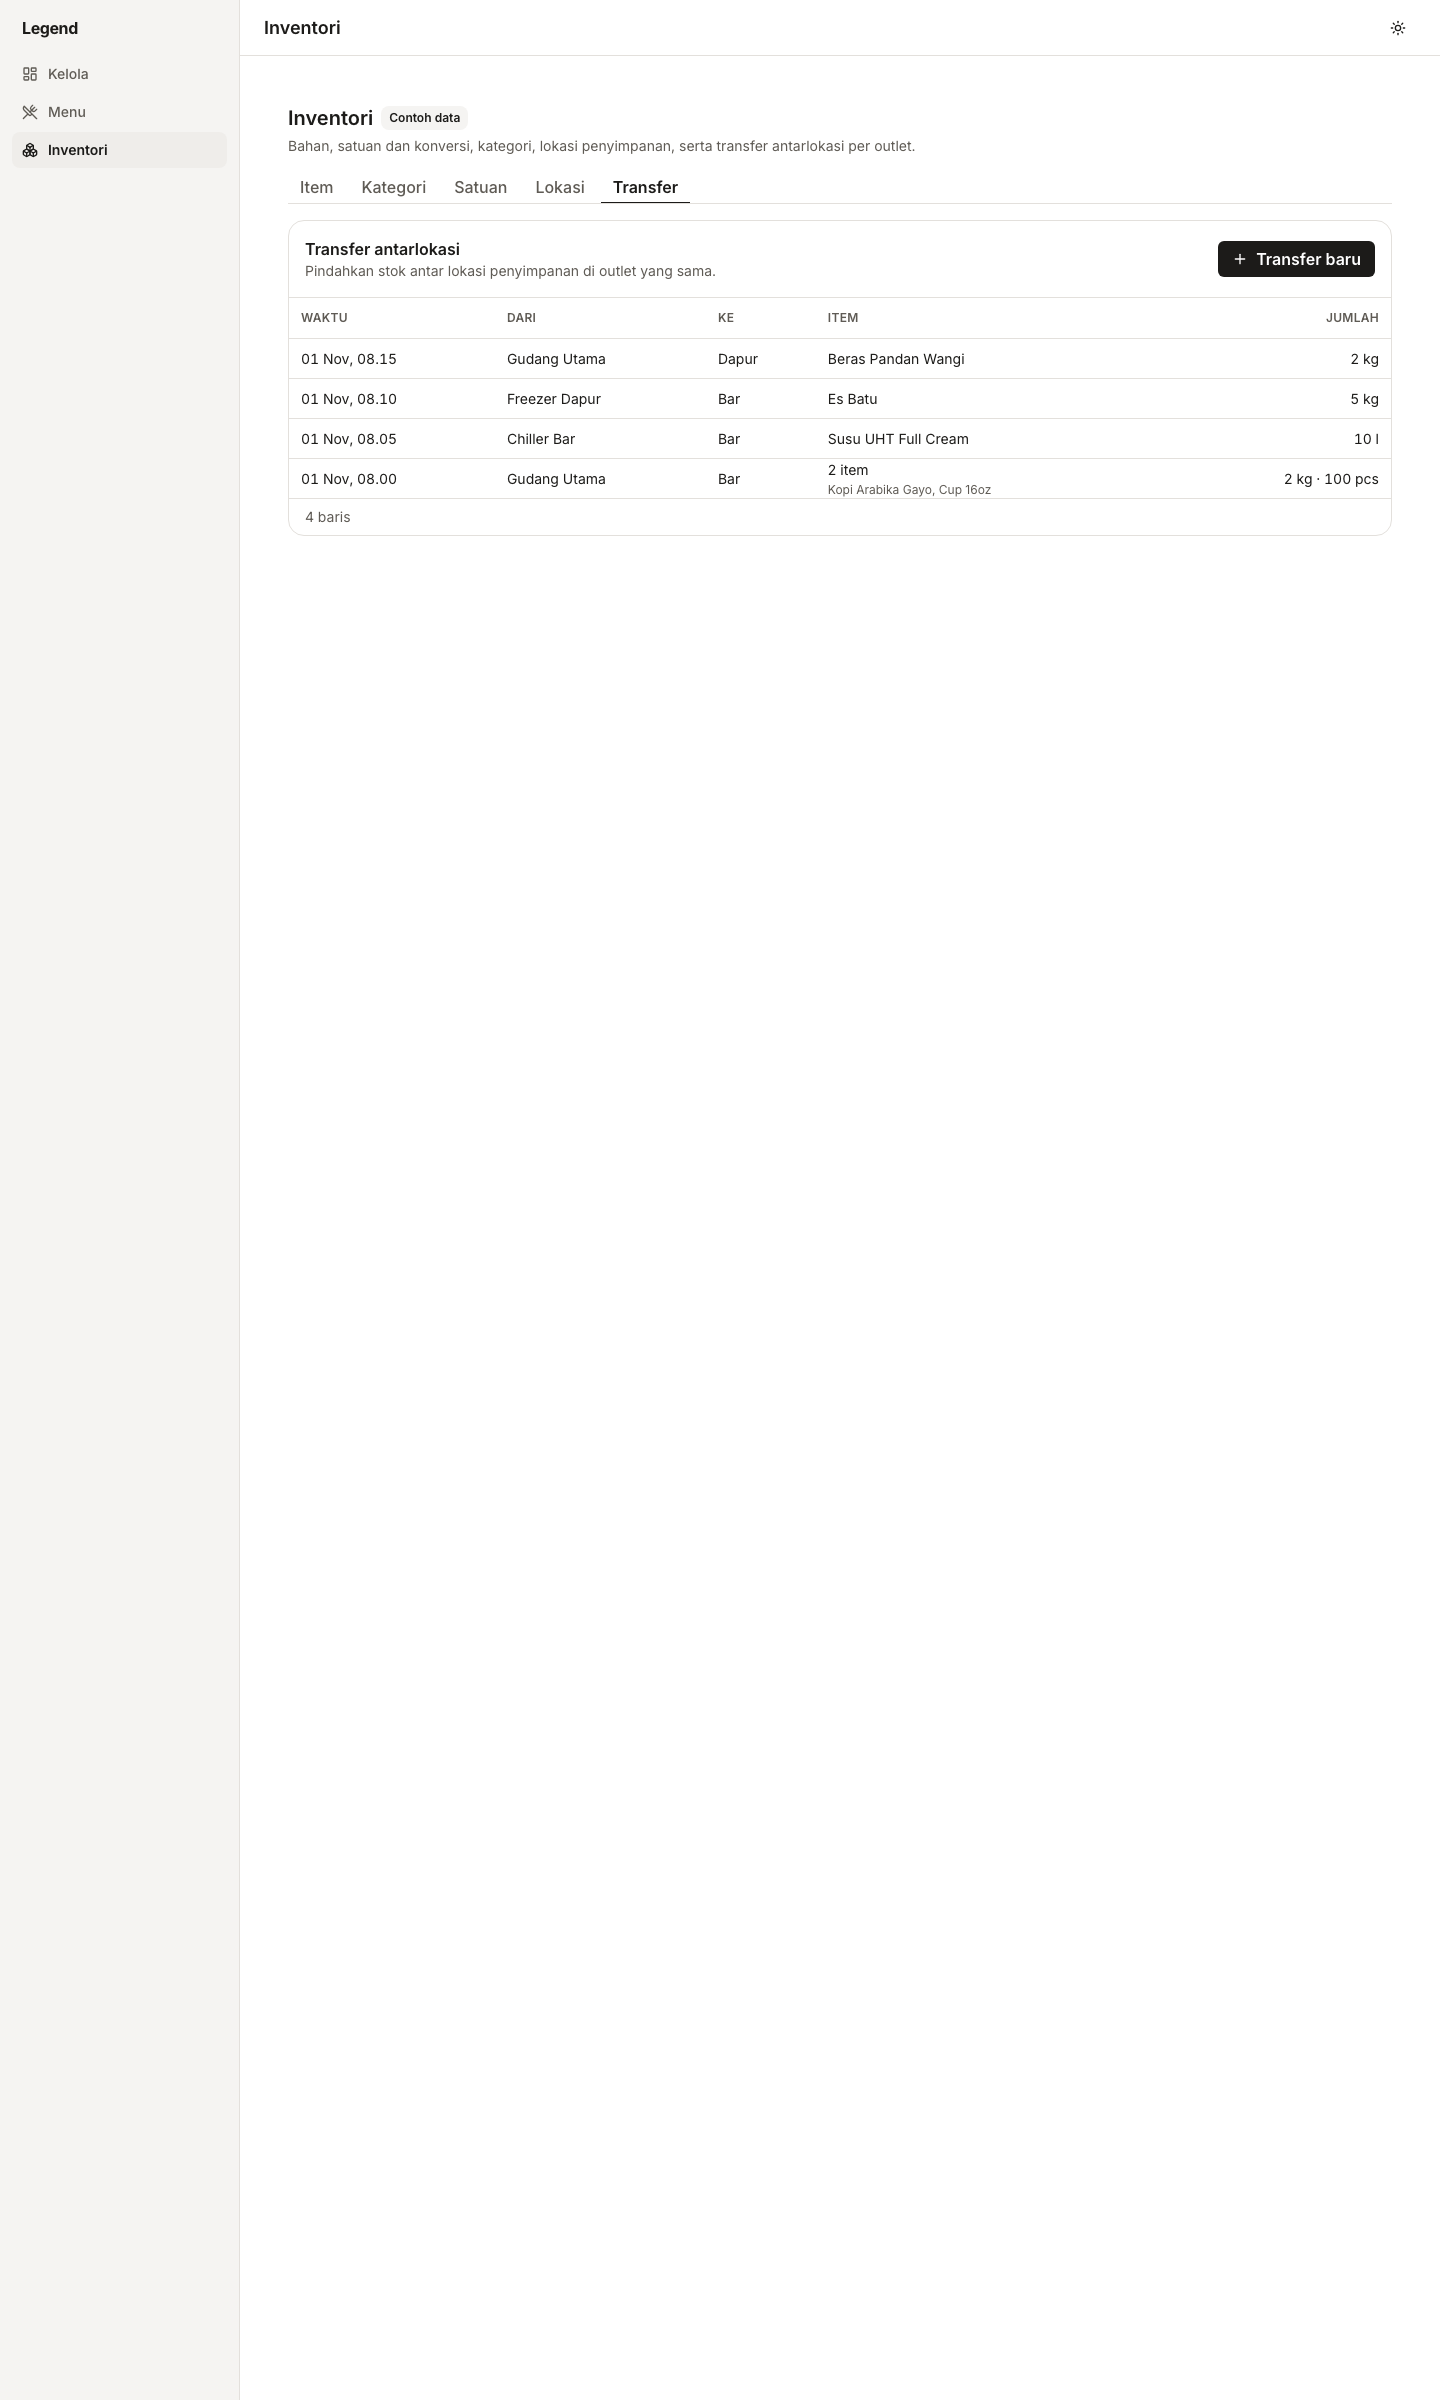 Legend
Kelola
Menu
Inventori
Inventori
Inventori Contoh data
Bahan, satuan dan konversi, kategori, lokasi penyimpanan, serta transfer antarlokasi per outlet.
Item Kategori Satuan Lokasi Transfer
Transfer antarlokasi
Pindahkan stok antar lokasi penyimpanan di outlet yang sama.
+ Transfer baru
WAKTU DARI KE ITEM JUMLAH
01 Nov, 08.15 Gudang Utama Dapur Beras Pandan Wangi 2 kg
01 Nov, 08.10 Freezer Dapur Bar Es Batu 5 kg
01 Nov, 08.05 Chiller Bar Bar Susu UHT Full Cream 10 l
01 Nov, 08.00 Gudang Utama Bar 2 item 2 kg · 100 pcs
Kopi Arabika Gayo, Cup 16oz
4 baris